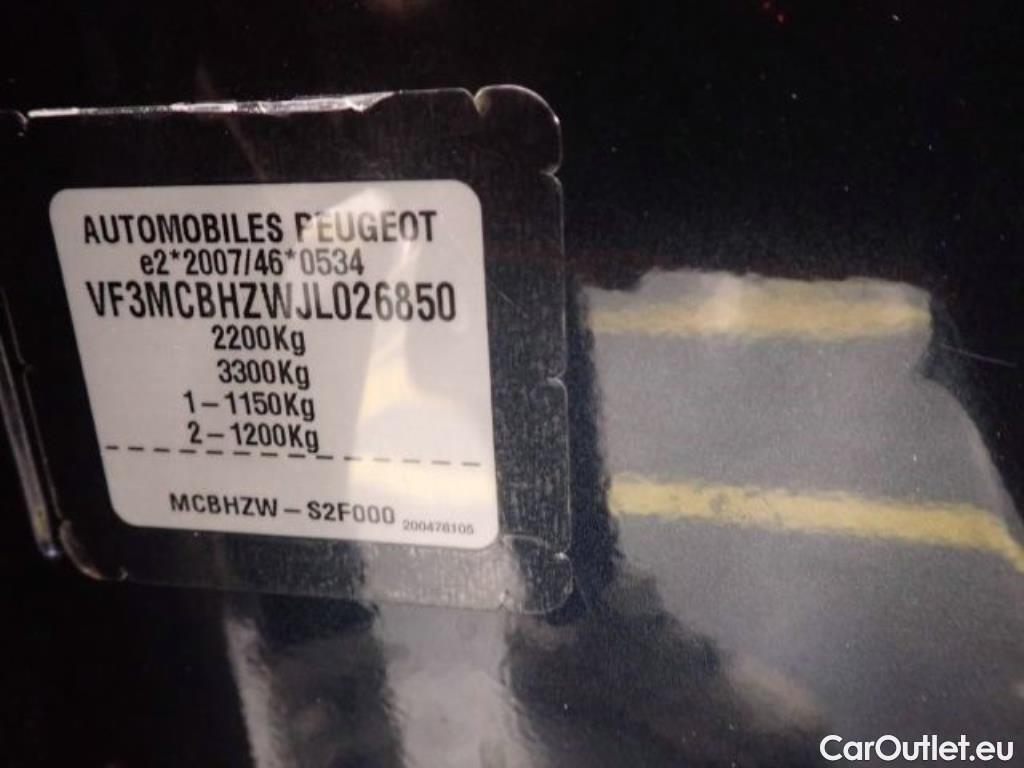 AUTOMOBILES PEUGEOT
e2*2007/46*0534
VF3MCBHZWJL026850
2200Kg
3300Kg
1-1150Kg
2-1200Kg
MCBHZW-S2F000 200478105
CarOutlet.eu